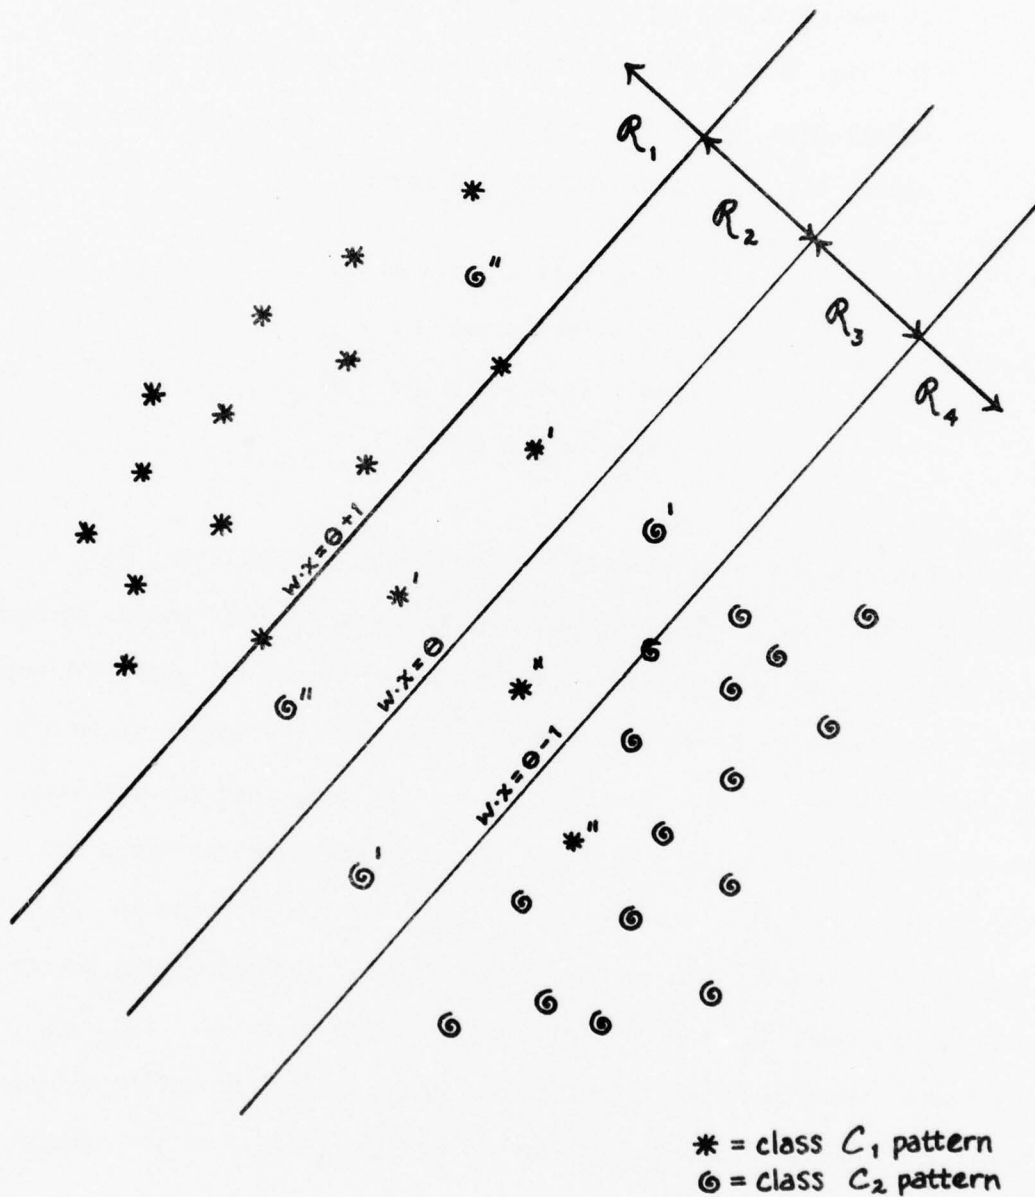 R₁
R₂
R₃
R₄
w·x=θ+1
w·x=θ
w·x=θ-1
* = class C₁ pattern
𝟼 = class C₂ pattern